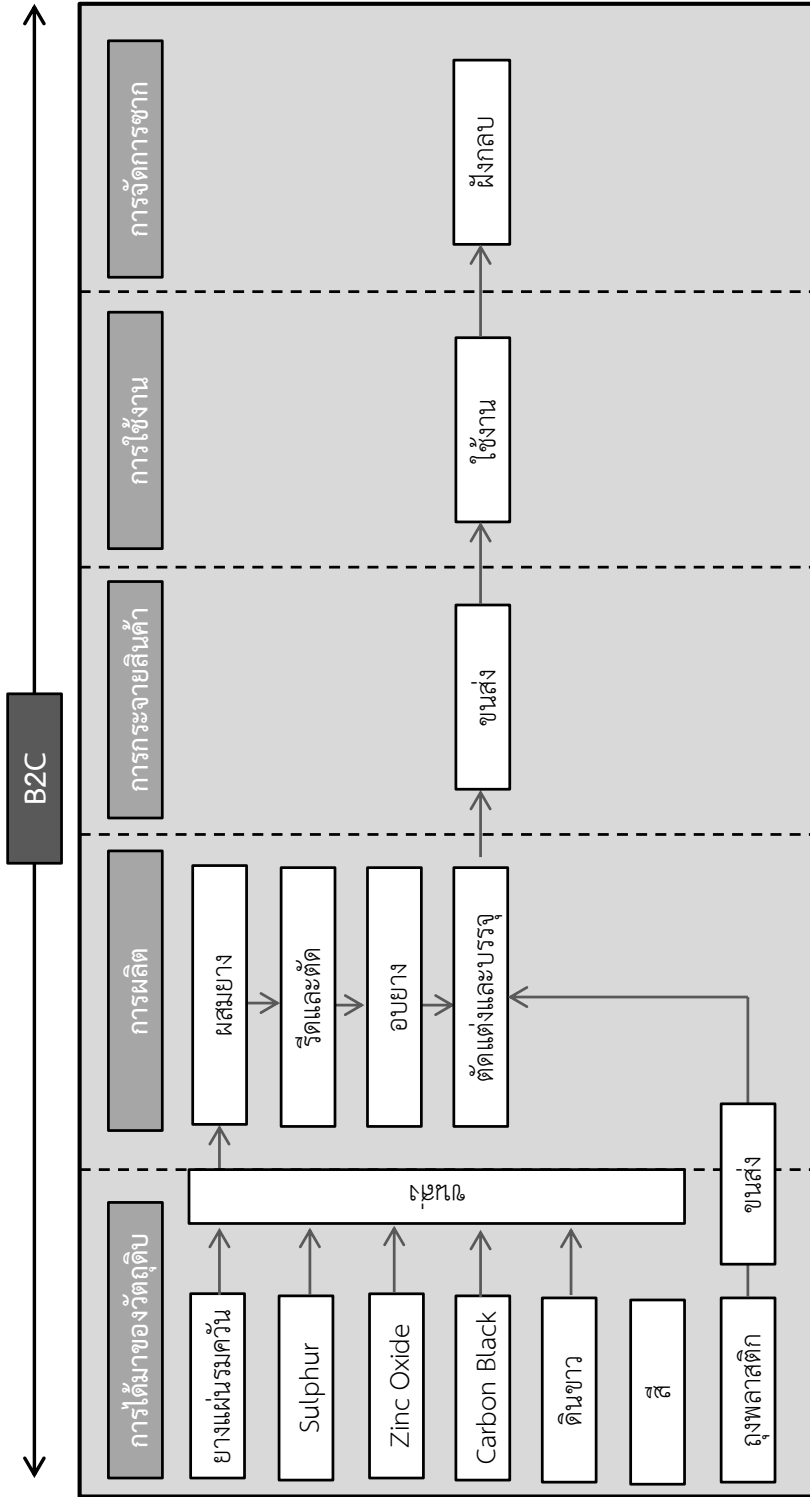 B2C
การได้มาของวัตถุดิบ
การผลิต
การกระจายสินค้า
การใช้งาน
การจัดการซาก
ยางแผ่นรมควัน
Sulphur
Zinc Oxide
Carbon Black
ดินขาว
สี
ถุงพลาสติก
ขนส่ง
ขนส่ง
ผสมยาง
รีดและตัด
อบยาง
ตัดแต่งและบรรจุ
ขนส่ง
ใช้งาน
ฝังกลบ